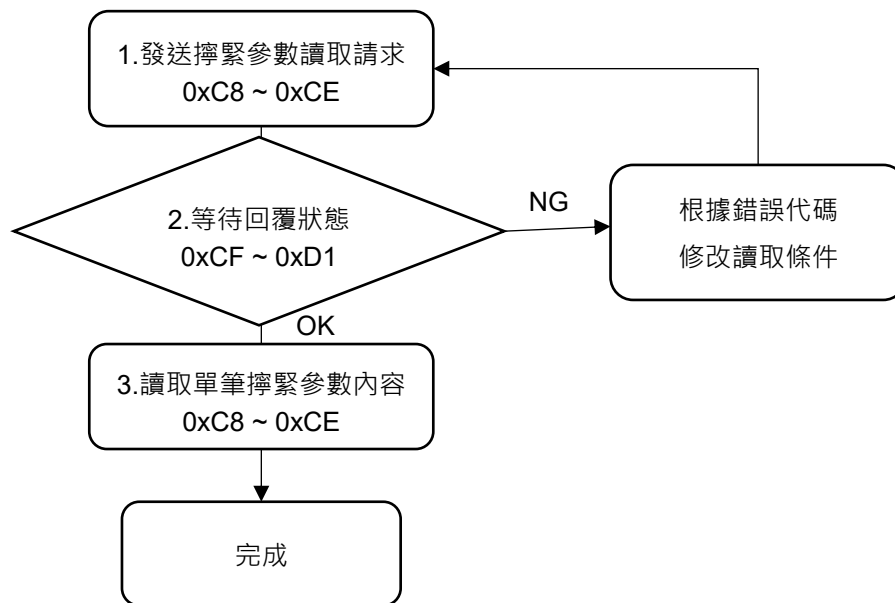 1.發送擰緊參數讀取請求
0xC8 ~ 0xCE
2.等待回覆狀態
0xCF ~ 0xD1
NG
根據錯誤代碼
修改讀取條件
OK
3.讀取單筆擰緊參數內容
0xC8 ~ 0xCE
完成